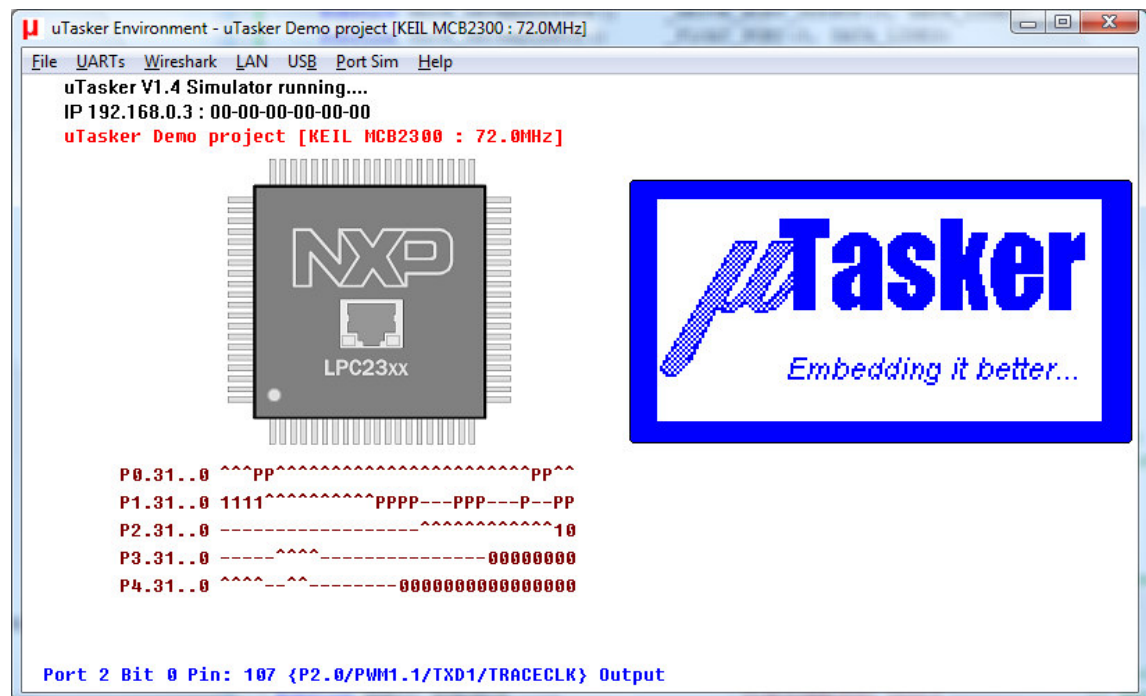 uTasker Environment - uTasker Demo project [KEIL MCB2300 : 72.0MHz]
File UARTs Wireshark LAN USB Port Sim Help
uTasker V1.4 Simulator running....
IP 192.168.0.3 : 00-00-00-00-00-00
uTasker Demo project [KEIL MCB2300 : 72.0MHz]
NXP
LPC23xx
µTasker
Embedding it better...
P0.31..0 ^^^PP^^^^^^^^^^^^^^^^^^^^^^^PP^^
P1.31..0 1111^^^^^^^^^^PPPP---PPP---P--PP
P2.31..0 ------------------^^^^^^^^^^^^10
P3.31..0 -----^^^^---------------00000000
P4.31..0 ^^^^--^^--------0000000000000000
Port 2 Bit 0 Pin: 107 {P2.0/PWM1.1/TXD1/TRACECLK} Output